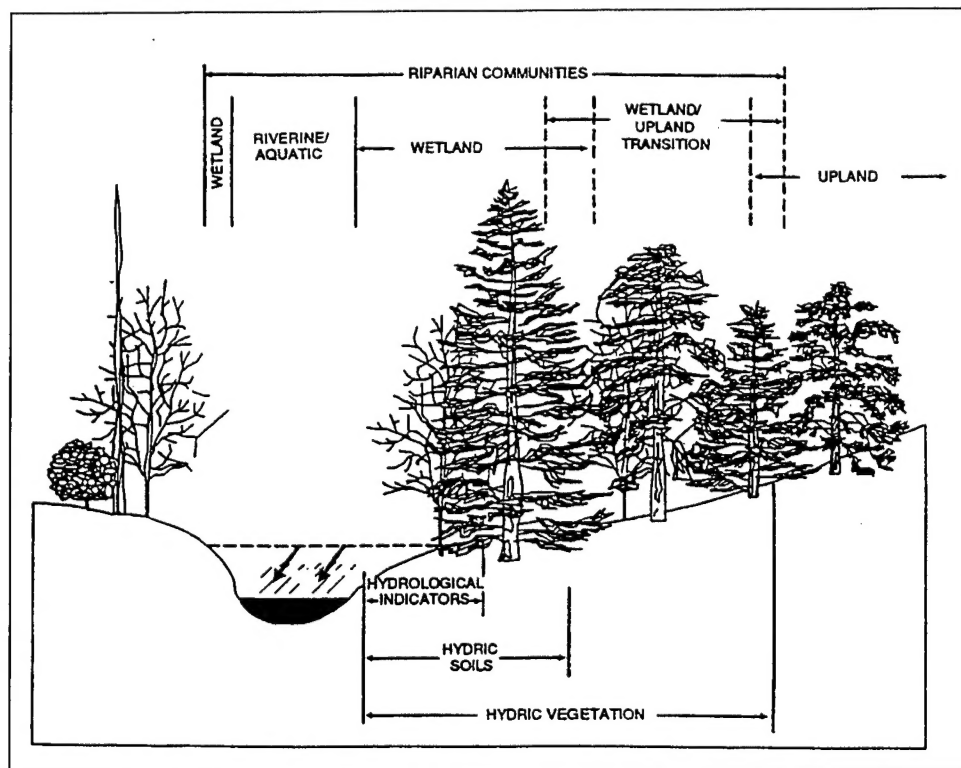 RIPARIAN COMMUNITIES
WETLAND
RIVERINE/
AQUATIC
WETLAND
WETLAND/
UPLAND
TRANSITION
UPLAND
HYDROLOGICAL
INDICATORS
HYDRIC
SOILS
HYDRIC VEGETATION